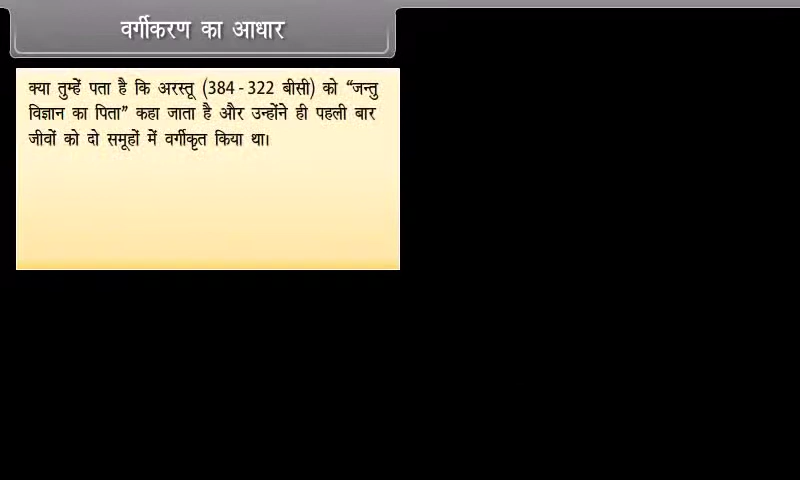 वर्गीकरण का आधार
क्या तुम्हें पता है कि अरस्तू (384 - 322 बीसी) को “जन्तु
विज्ञान का पिता” कहा जाता है और उन्होंने ही पहली बार
जीवों को दो समूहों में वर्गीकृत किया था।